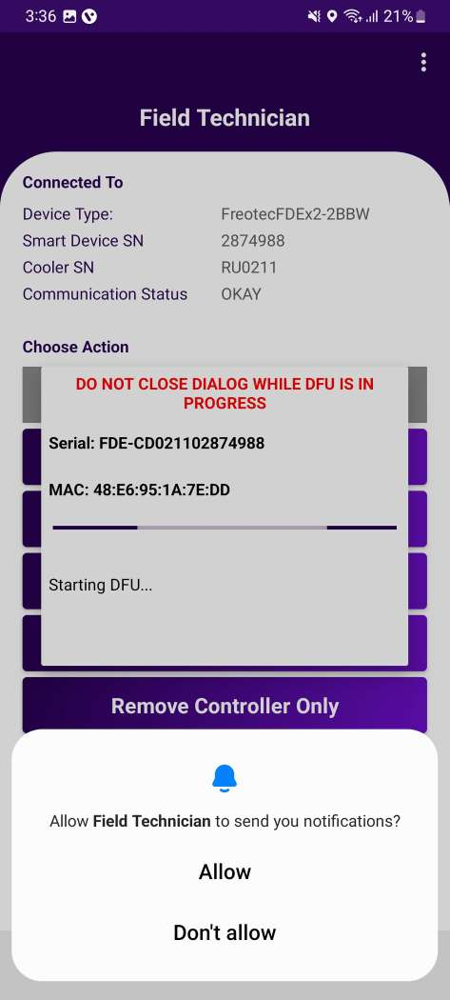 3:36
21%
Field Technician
Connected To
Device Type: FreotecFDEx2-2BBW
Smart Device SN 2874988
Cooler SN RU0211
Communication Status OKAY
Choose Action
DO NOT CLOSE DIALOG WHILE DFU IS IN
PROGRESS
Serial: FDE-CD021102874988
MAC: 48:E6:95:1A:7E:DD
Starting DFU...
Remove Controller Only
Allow Field Technician to send you notifications?
Allow
Don't allow